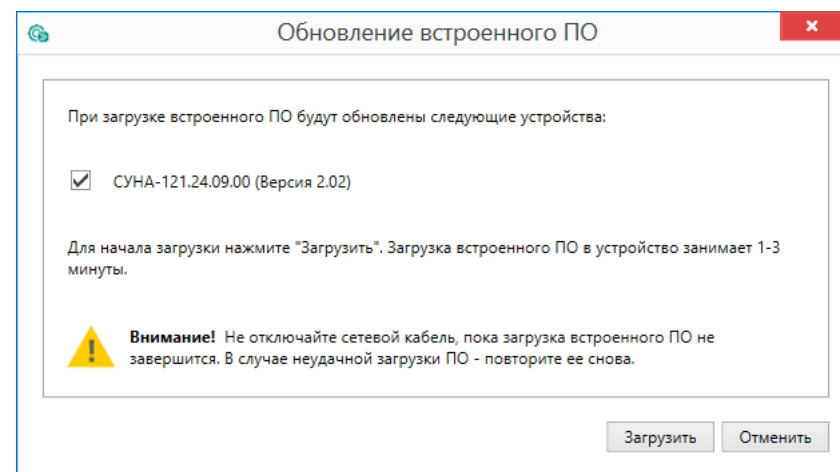 Обновление встроенного ПО
При загрузке встроенного ПО будут обновлены следующие устройства:
СУНА-121.24.09.00 (Версия 2.02)
Для начала загрузки нажмите "Загрузить". Загрузка встроенного ПО в устройство занимает 1-3
минуты.
Внимание! Не отключайте сетевой кабель, пока загрузка встроенного ПО не
завершится. В случае неудачной загрузки ПО - повторите ее снова.
Загрузить Отменить